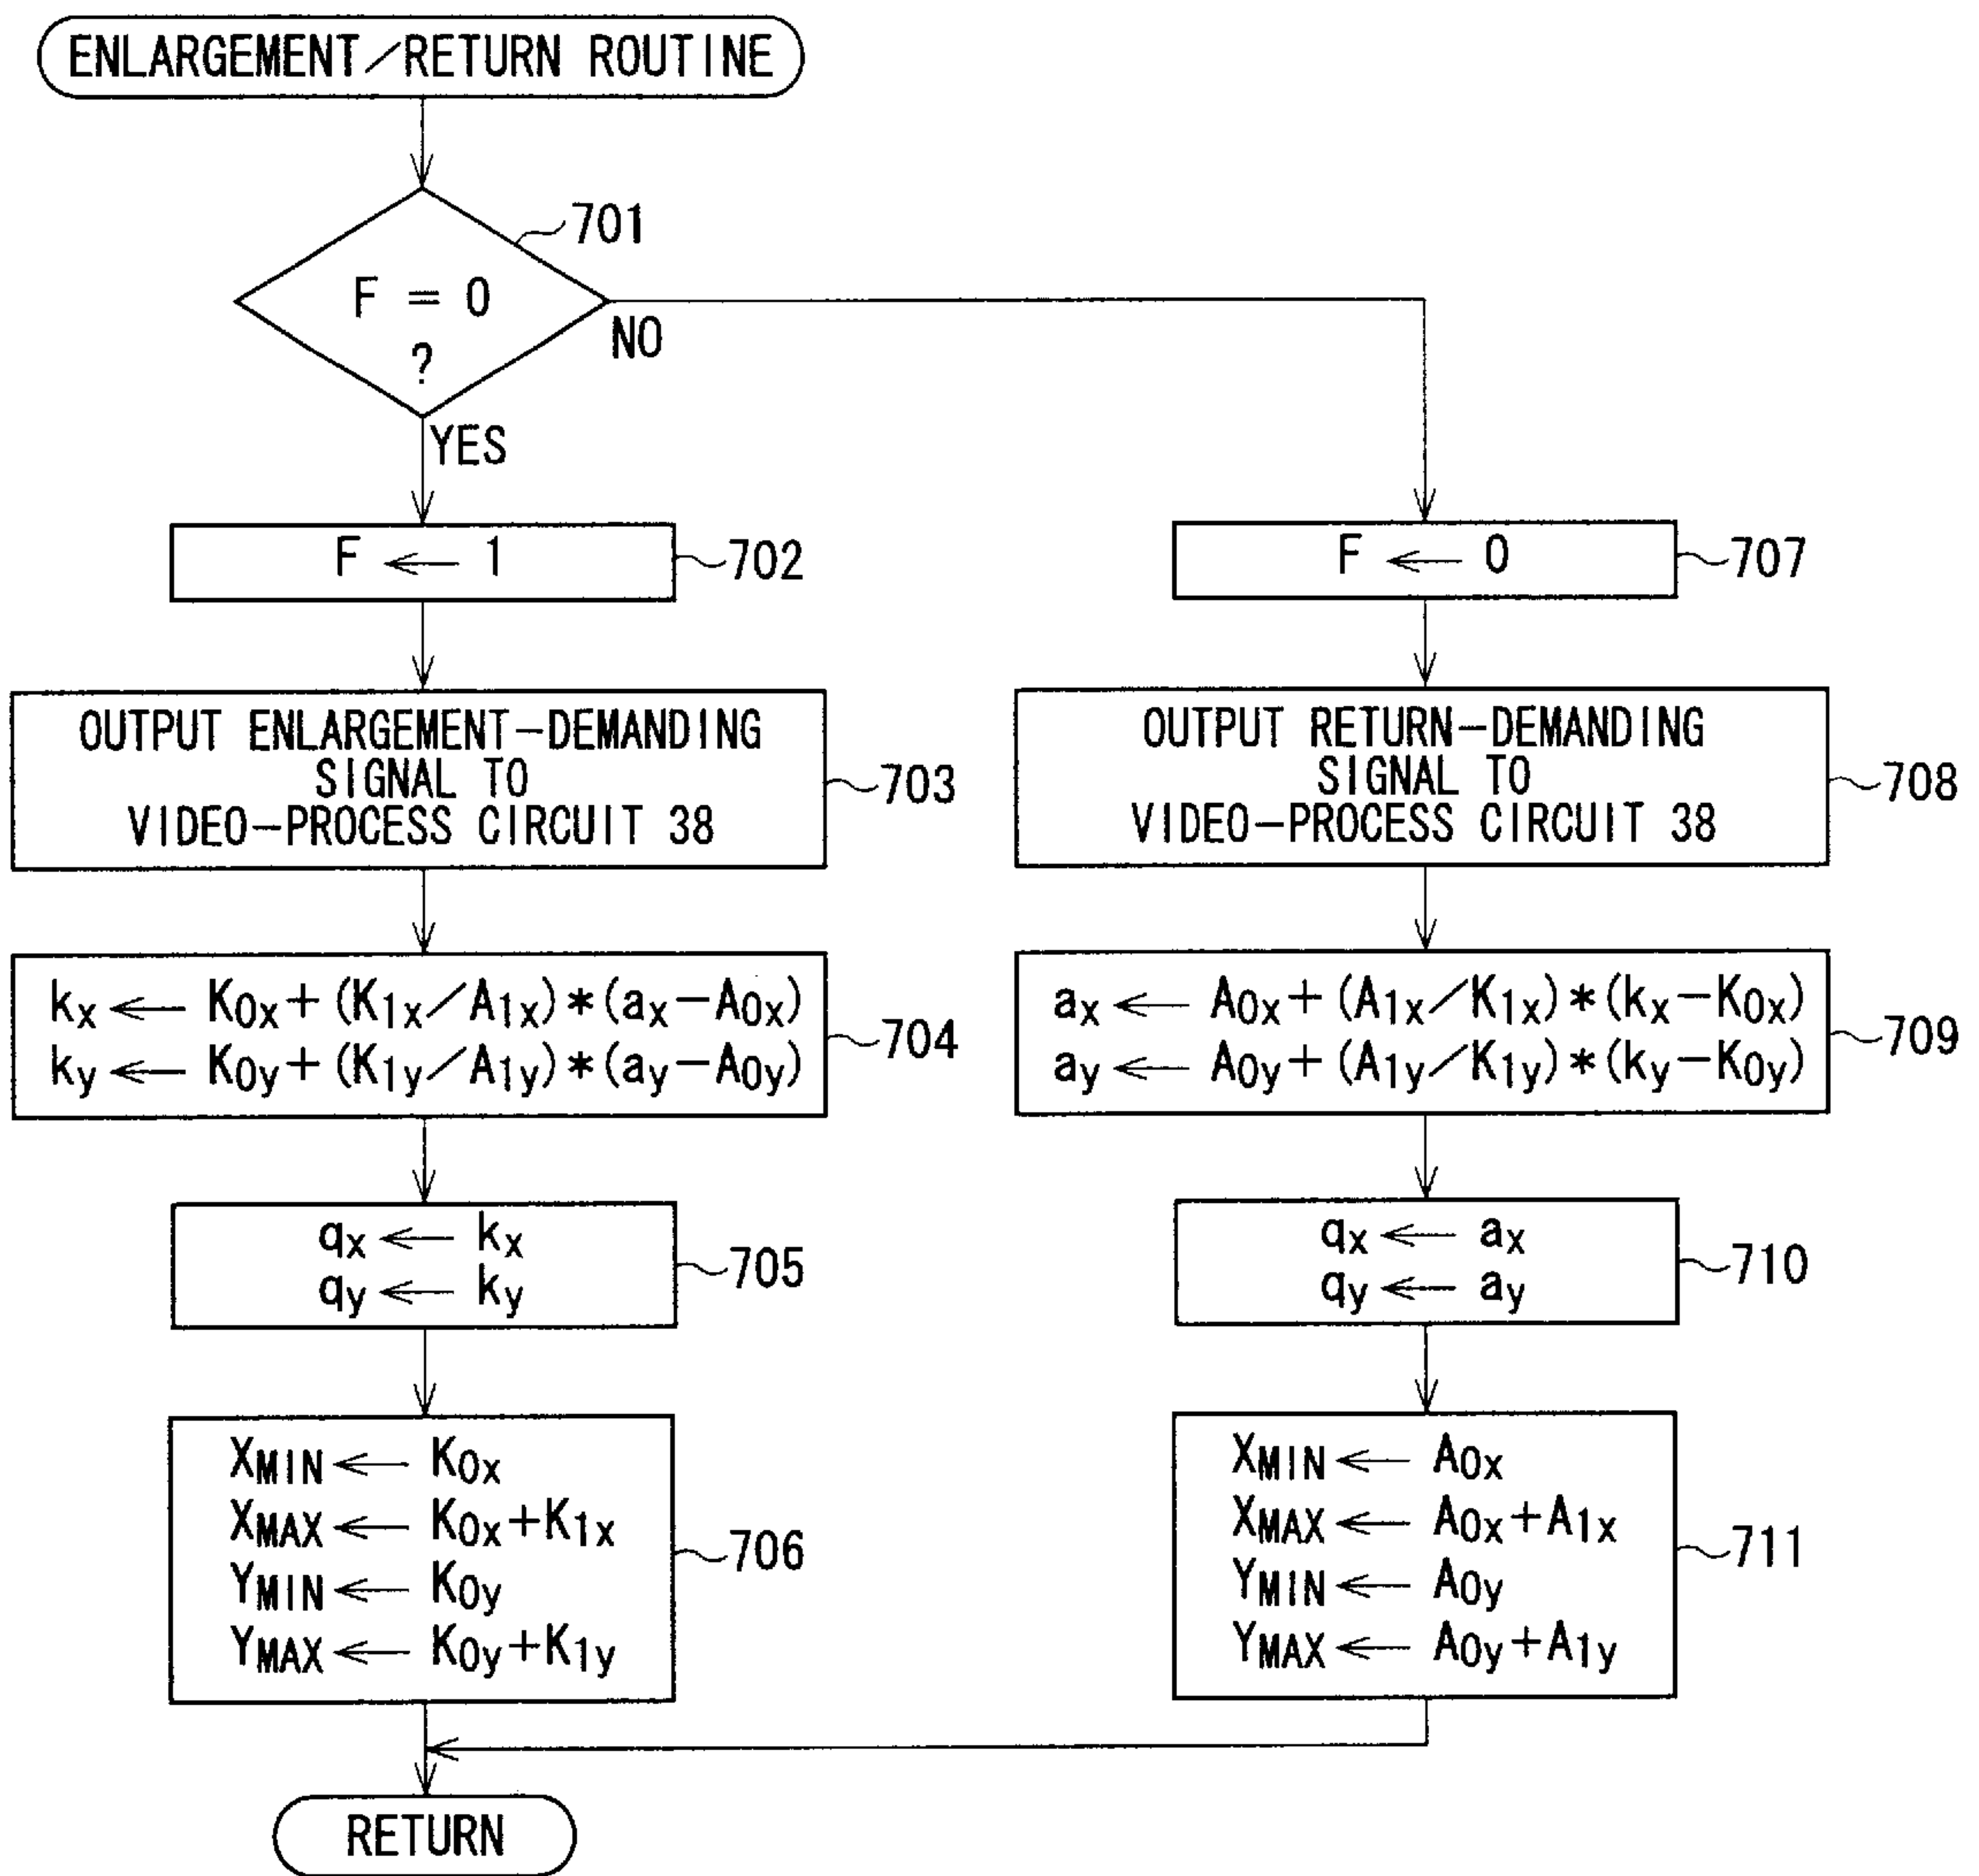 ENLARGEMENT/RETURN ROUTINE
701
F = 0
?
NO
YES
F ← 1
702
OUTPUT ENLARGEMENT-DEMANDING
SIGNAL TO
VIDEO-PROCESS CIRCUIT 38
703
kx ← K0x+(K1x/A1x)*(ax-A0x)
ky ← K0y+(K1y/A1y)*(ay-A0y)
704
qx ← kx
qy ← ky
705
XMIN ← K0x
XMAX ← K0x+K1x
YMIN ← K0y
YMAX ← K0y+K1y
706
F ← 0
707
OUTPUT RETURN-DEMANDING
SIGNAL TO
VIDEO-PROCESS CIRCUIT 38
708
ax ← A0x+(A1x/K1x)*(kx-K0x)
ay ← A0y+(A1y/K1y)*(ky-K0y)
709
qx ← ax
qy ← ay
710
XMIN ← A0x
XMAX ← A0x+A1x
YMIN ← A0y
YMAX ← A0y+A1y
711
RETURN